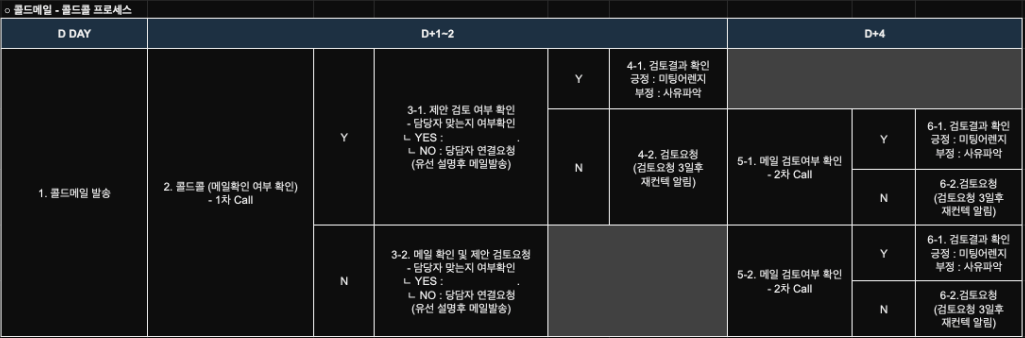 ○ 콜드메일 - 콜드콜 프로세스
D DAY
D+1~2
D+4
1. 콜드메일 발송
2. 콜드콜 (메일확인 여부 확인)
- 1차 Call
Y
3-1. 제안 검토 여부 확인
- 담당자 맞는지 여부확인
ㄴ YES : .
ㄴ NO : 담당자 연결요청
(유선 설명후 메일발송)
Y
4-1. 검토결과 확인
긍정 : 미팅어렌지
부정 : 사유파악
N
4-2. 검토요청
(검토요청 3일후
재컨텍 알림)
5-1. 메일 검토여부 확인
- 2차 Call
Y
6-1. 검토결과 확인
긍정 : 미팅어렌지
부정 : 사유파악
N
6-2.검토요청
(검토요청 3일후
재컨텍 알림)
N
3-2. 메일 확인 및 제안 검토요청
- 담당자 맞는지 여부확인
ㄴ YES : .
ㄴ NO : 담당자 연결요청
(유선 설명후 메일발송)
5-2. 메일 검토여부 확인
- 2차 Call
Y
6-1. 검토결과 확인
긍정 : 미팅어렌지
부정 : 사유파악
N
6-2.검토요청
(검토요청 3일후
재컨텍 알림)